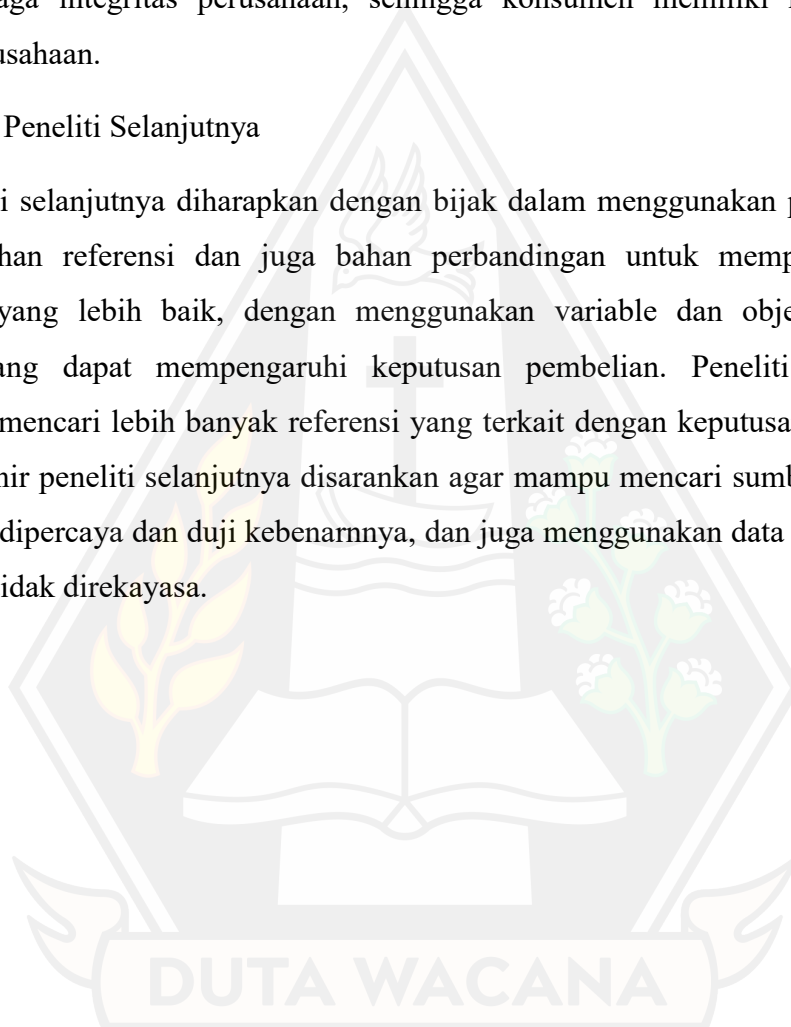 integritas perusahaan, sehingga konsumen memiliki
usahaan.
Peneliti Selanjutnya
i selanjutnya diharapkan dengan bijak dalam menggunakan p
han referensi dan juga bahan perbandingan untuk memp
yang lebih baik, dengan menggunakan variable dan obje
ang dapat mempengaruhi keputusan pembelian. Peneliti
mencari lebih banyak referensi yang terkait dengan keputusa
hir peneliti selanjutnya disarankan agar mampu mencari sumb
dipercaya dan duji kebenarnnya, dan juga menggunakan data
idak direkayasa.
DUTA WACANA